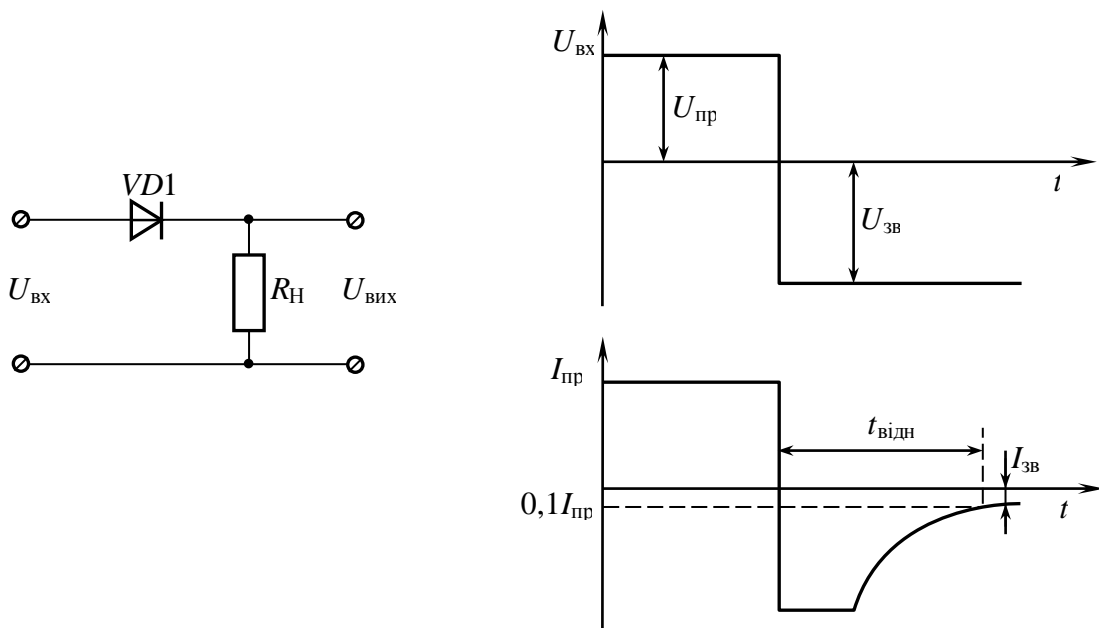 VD1
Uвх
RН
Uвих
Uвх
Uпр
t
Uзв
Iпр
tвідн
Iзв
0,1Iпр
t